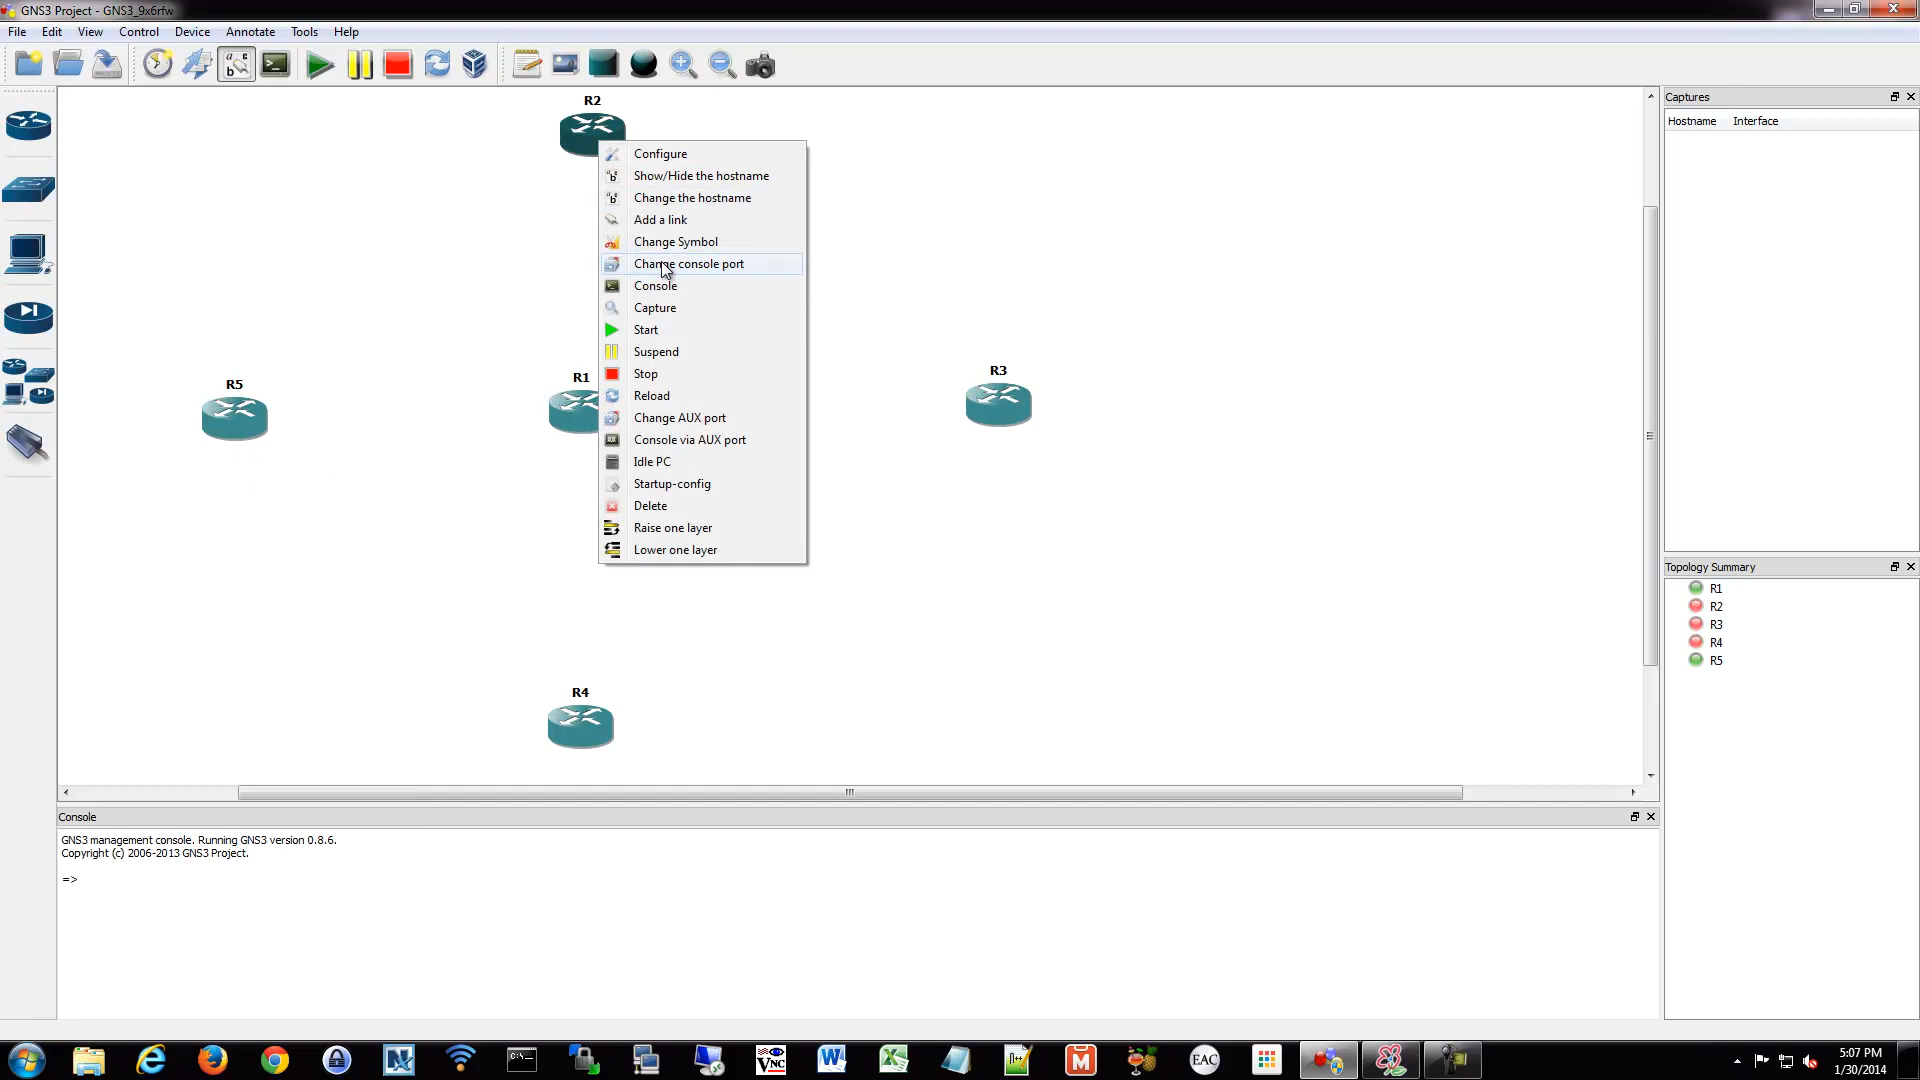 GNS3 Project - GNS3_9x6rfw
File Edit View Control Device Annotate Tools Help
R2
Configure
Show/Hide the hostname
Change the hostname
Add a link
Change Symbol
Change console port
Console
Capture
Start
Suspend
Stop
Reload
Change AUX port
Console via AUX port
Idle PC
Startup-config
Delete
Raise one layer
Lower one layer
R5
R1
R3
R4
Captures
Hostname Interface
Topology Summary
R1
R2
R3
R4
R5
Console
GNS3 management console. Running GNS3 version 0.8.6.
Copyright (c) 2006-2013 GNS3 Project.
=>
VNC
EAC
5:07 PM
1/30/2014